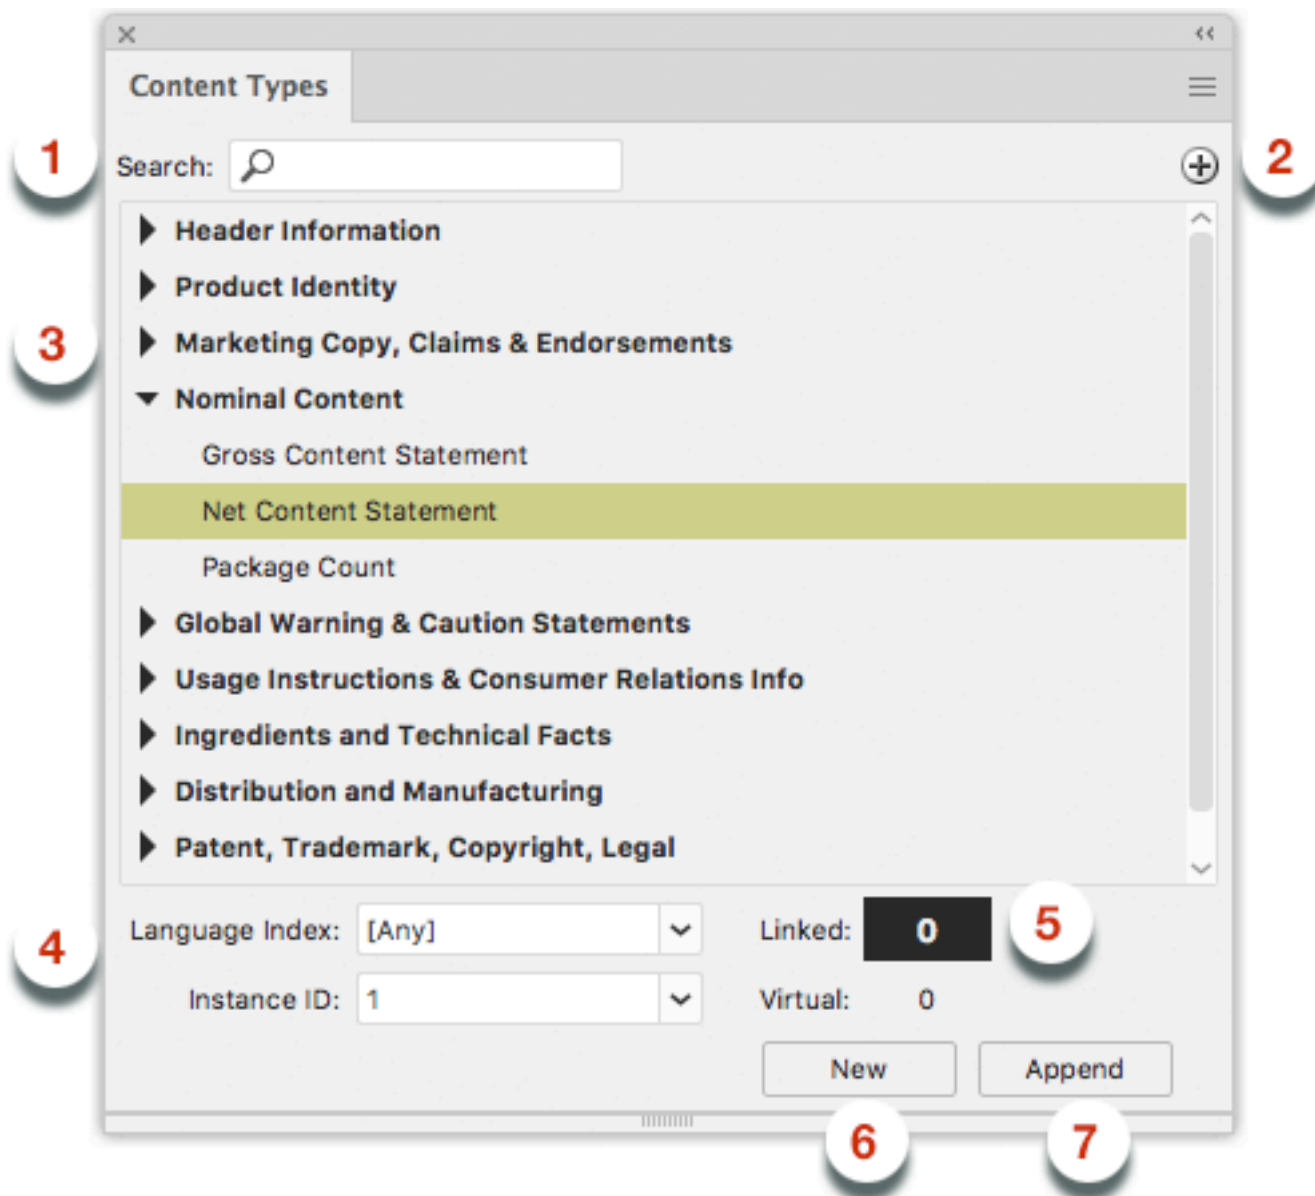 Content Types
1 Search: 2
Header Information
Product Identity
3 Marketing Copy, Claims & Endorsements
Nominal Content
Gross Content Statement
Net Content Statement
Package Count
Global Warning & Caution Statements
Usage Instructions & Consumer Relations Info
Ingredients and Technical Facts
Distribution and Manufacturing
Patent, Trademark, Copyright, Legal
4 Language Index: [Any] Linked: 0 5
Instance ID: 1 Virtual: 0
New Append
6 7